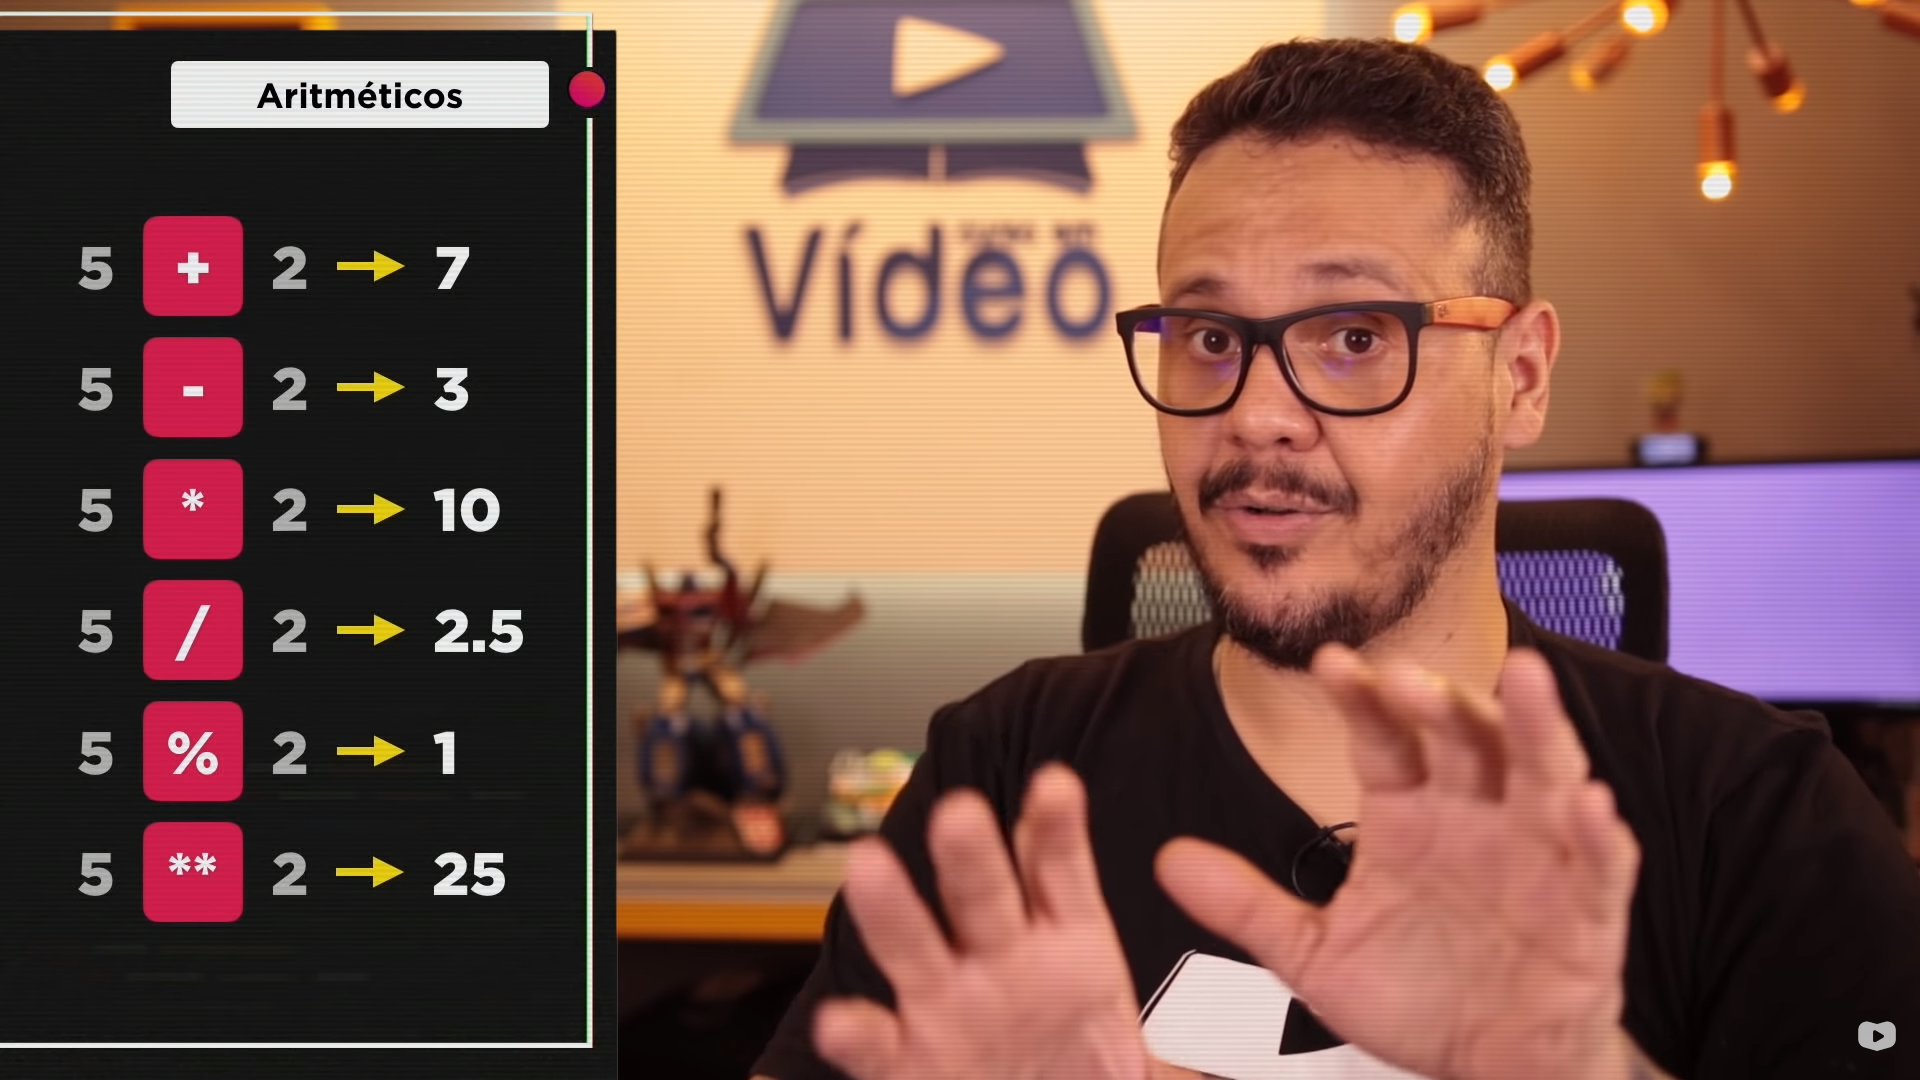 Aritméticos
5 + 2 → 7
5 - 2 → 3
5 * 2 → 10
5 / 2 → 2.5
5 % 2 → 1
5 ** 2 → 25
Vídeo